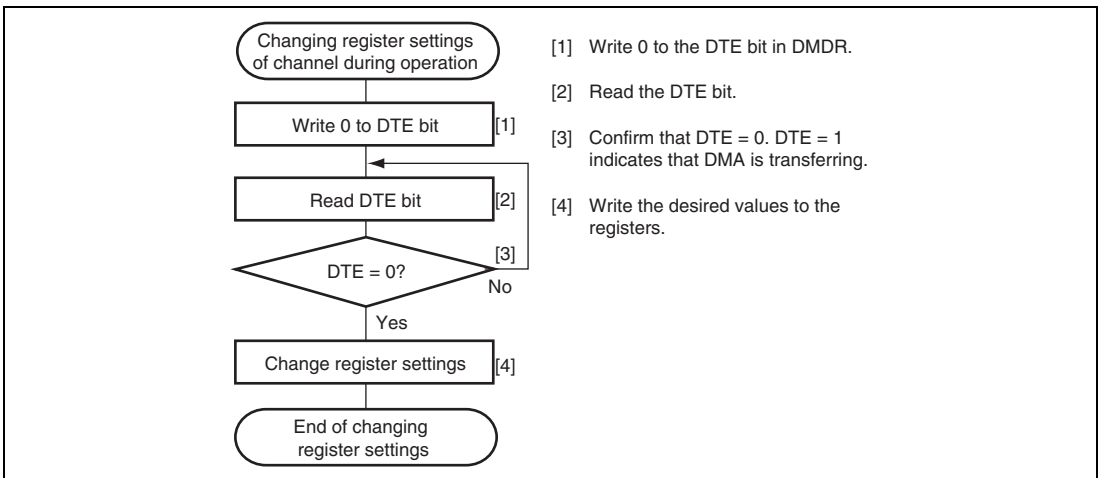 Changing register settings
of channel during operation
Write 0 to DTE bit
[1]
Read DTE bit
[2]
[3]
DTE = 0?
No
Yes
Change register settings
[4]
End of changing
register settings
[1] Write 0 to the DTE bit in DMDR.
[2] Read the DTE bit.
[3] Confirm that DTE = 0. DTE = 1
indicates that DMA is transferring.
[4] Write the desired values to the
registers.